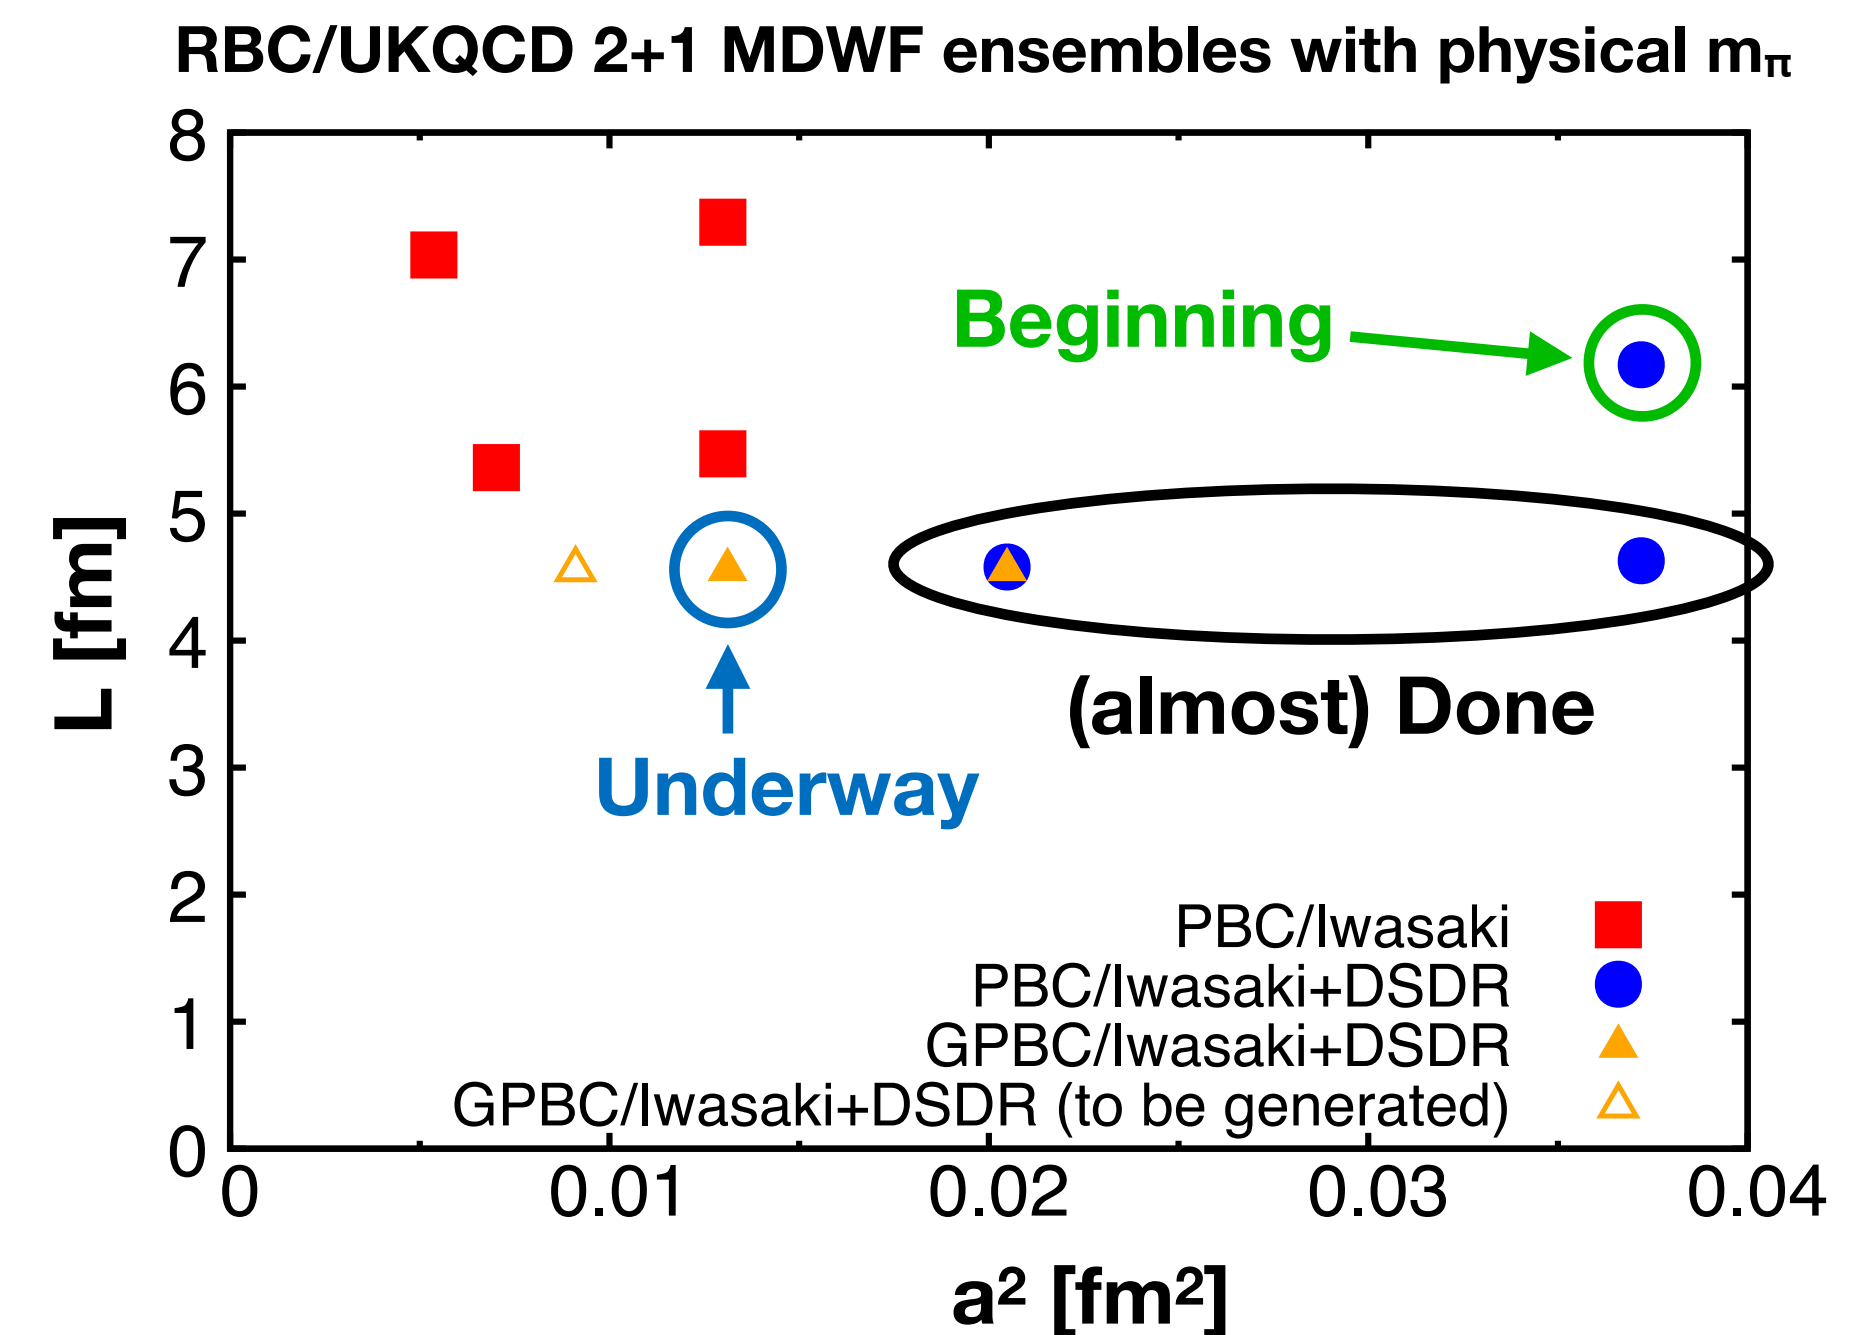 RBC/UKQCD 2+1 MDWF ensembles with physical mπ
8
7
6
5
4
3
2
1
0
L [fm]
Beginning
(almost) Done
Underway
PBC/Iwasaki
PBC/Iwasaki+DSDR
GPBC/Iwasaki+DSDR
GPBC/Iwasaki+DSDR (to be generated)
0 0.01 0.02 0.03 0.04
a² [fm²]